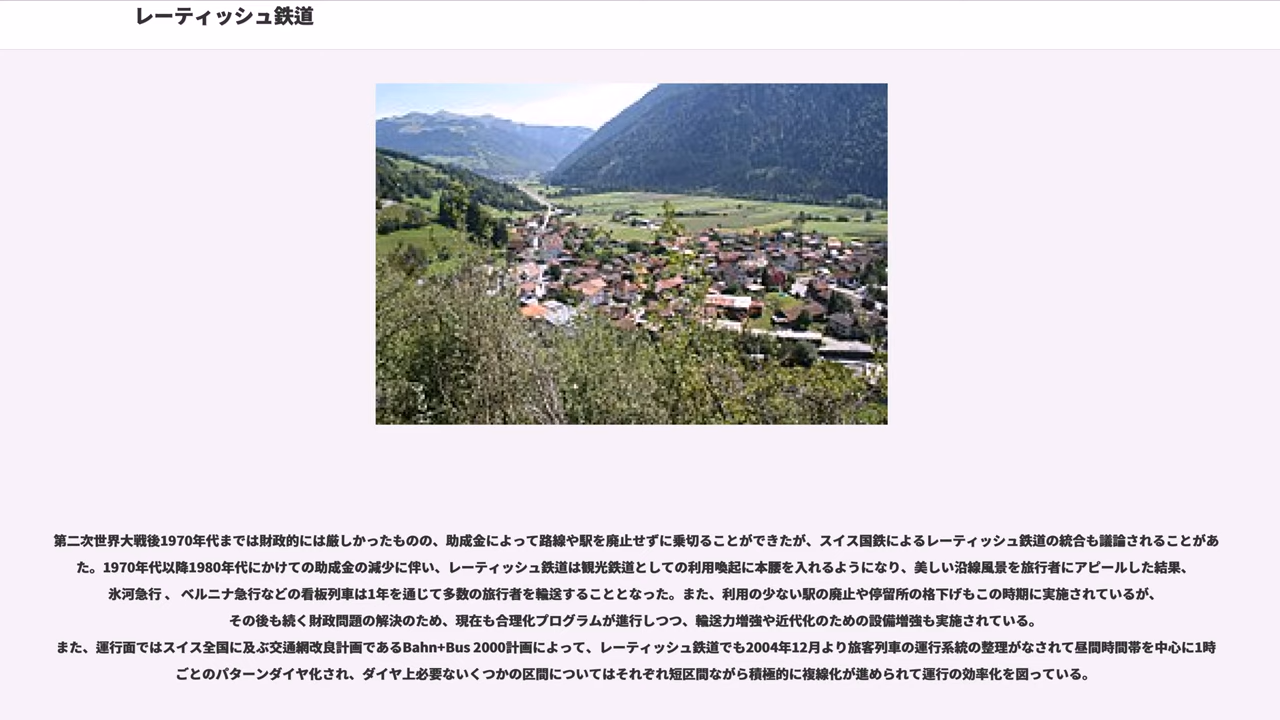 レーティッシュ鉄道
第二次世界大戦後1970年代までは財政的には厳しかったものの、助成金によって路線や駅を廃止せずに乗切ることができたが、スイス国鉄によるレーティッシュ鉄道の統合も議論されることがあ
た。1970年代以降1980年代にかけての助成金の減少に伴い、レーティッシュ鉄道は観光鉄道としての利用喚起に本腰を入れるようになり、美しい沿線風景を旅行者にアピールした結果、
氷河急行 、 ベルニナ急行などの看板列車は1年を通じて多数の旅行者を輸送することとなった。また、利用の少ない駅の廃止や停留所の格下げもこの時期に実施されているが、
その後も続く財政問題の解決のため、現在も合理化プログラムが進行しつつ、輸送力増強や近代化のための設備増強も実施されている。
また、運行面ではスイス全国に及ぶ交通網改良計画であるBahn+Bus 2000計画によって、レーティッシュ鉄道でも2004年12月より旅客列車の運行系統の整理がなされて昼間時間帯を中心に1時
ごとのパターンダイヤ化され、ダイヤ上必要ないくつかの区間についてはそれぞれ短区間ながら積極的に複線化が進められて運行の効率化を図っている。